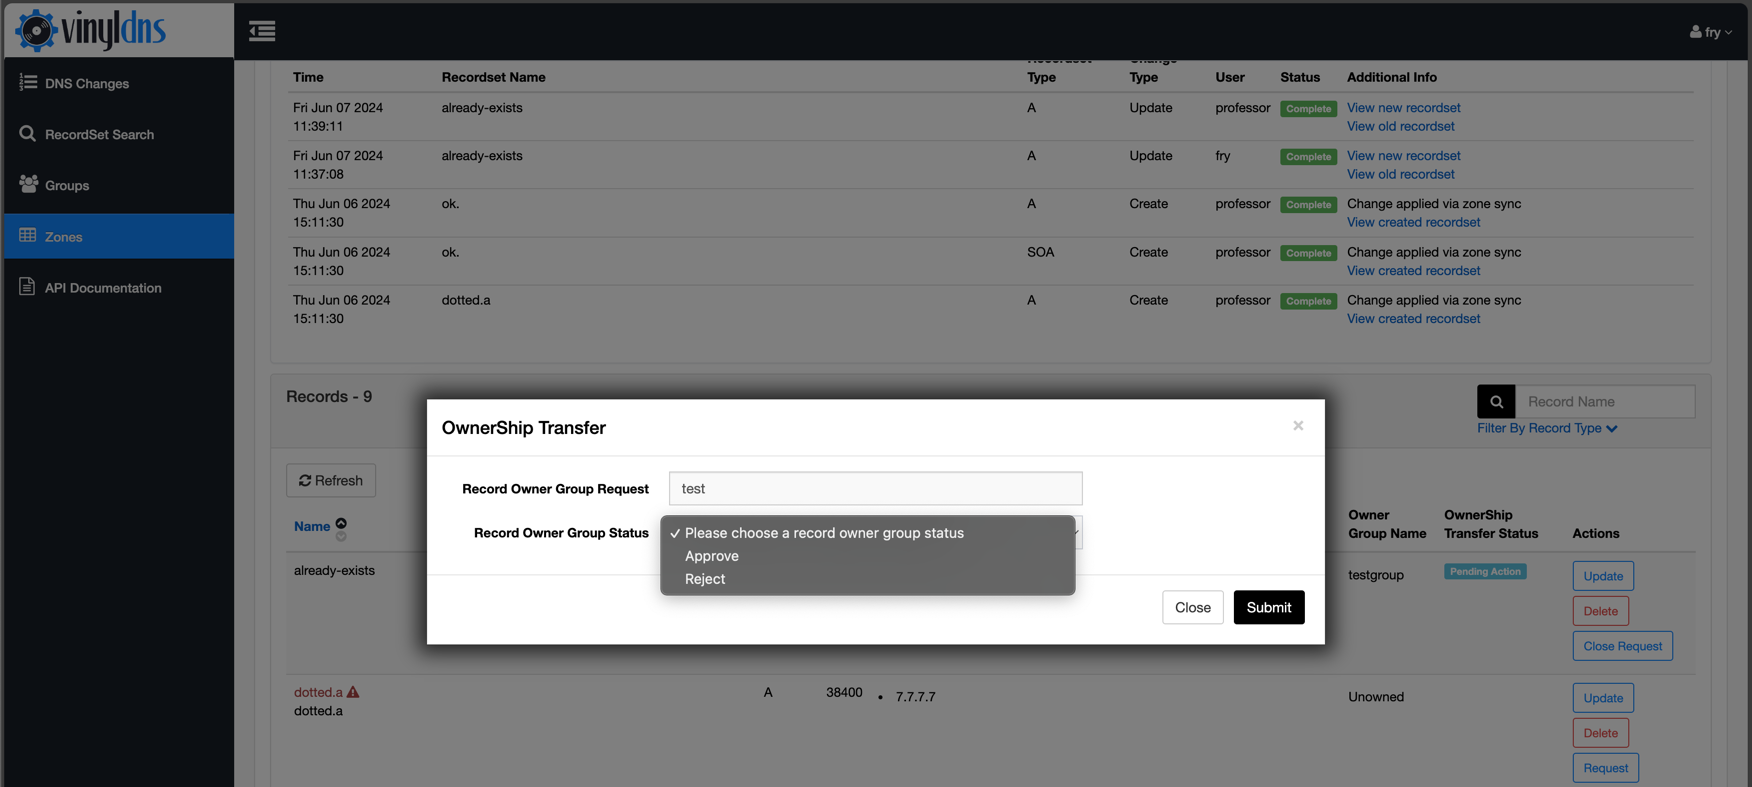 vinyldns
fry
DNS Changes
RecordSet Search
Groups
Zones
API Documentation
Time Recordset Name Recordset Type Change Type User Status Additional Info
Fri Jun 07 2024 11:39:11 already-exists A Update professor Complete View new recordset
View old recordset
Fri Jun 07 2024 11:37:08 already-exists A Update fry Complete View new recordset
View old recordset
Thu Jun 06 2024 15:11:30 ok. A Create professor Complete Change applied via zone sync
View created recordset
Thu Jun 06 2024 15:11:30 ok. SOA Create professor Complete Change applied via zone sync
View created recordset
Thu Jun 06 2024 15:11:30 dotted.a A Create professor Complete Change applied via zone sync
View created recordset
Records - 9
Record Name
Filter By Record Type
Refresh
Name
Owner Group Name
OwnerShip Transfer Status
Actions
already-exists
testgroup
Pending Action
Update
Delete
Close Request
dotted.a
dotted.a
A
38400
• 7.7.7.7
Unowned
Update
Delete
Request
OwnerShip Transfer
×
Record Owner Group Request test
Record Owner Group Status
✓ Please choose a record owner group status
Approve
Reject
Close
Submit